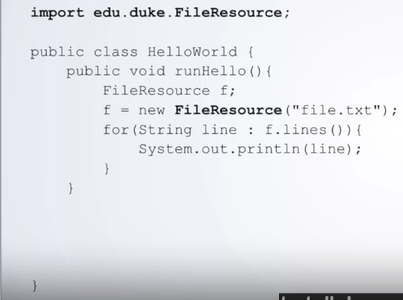 import edu.duke.FileResource;
public class HelloWorld {
    public void runHello(){
        FileResource f;
        f = new FileResource("file.txt");
        for(String line : f.lines()){
            System.out.println(line);
        }
    }
}